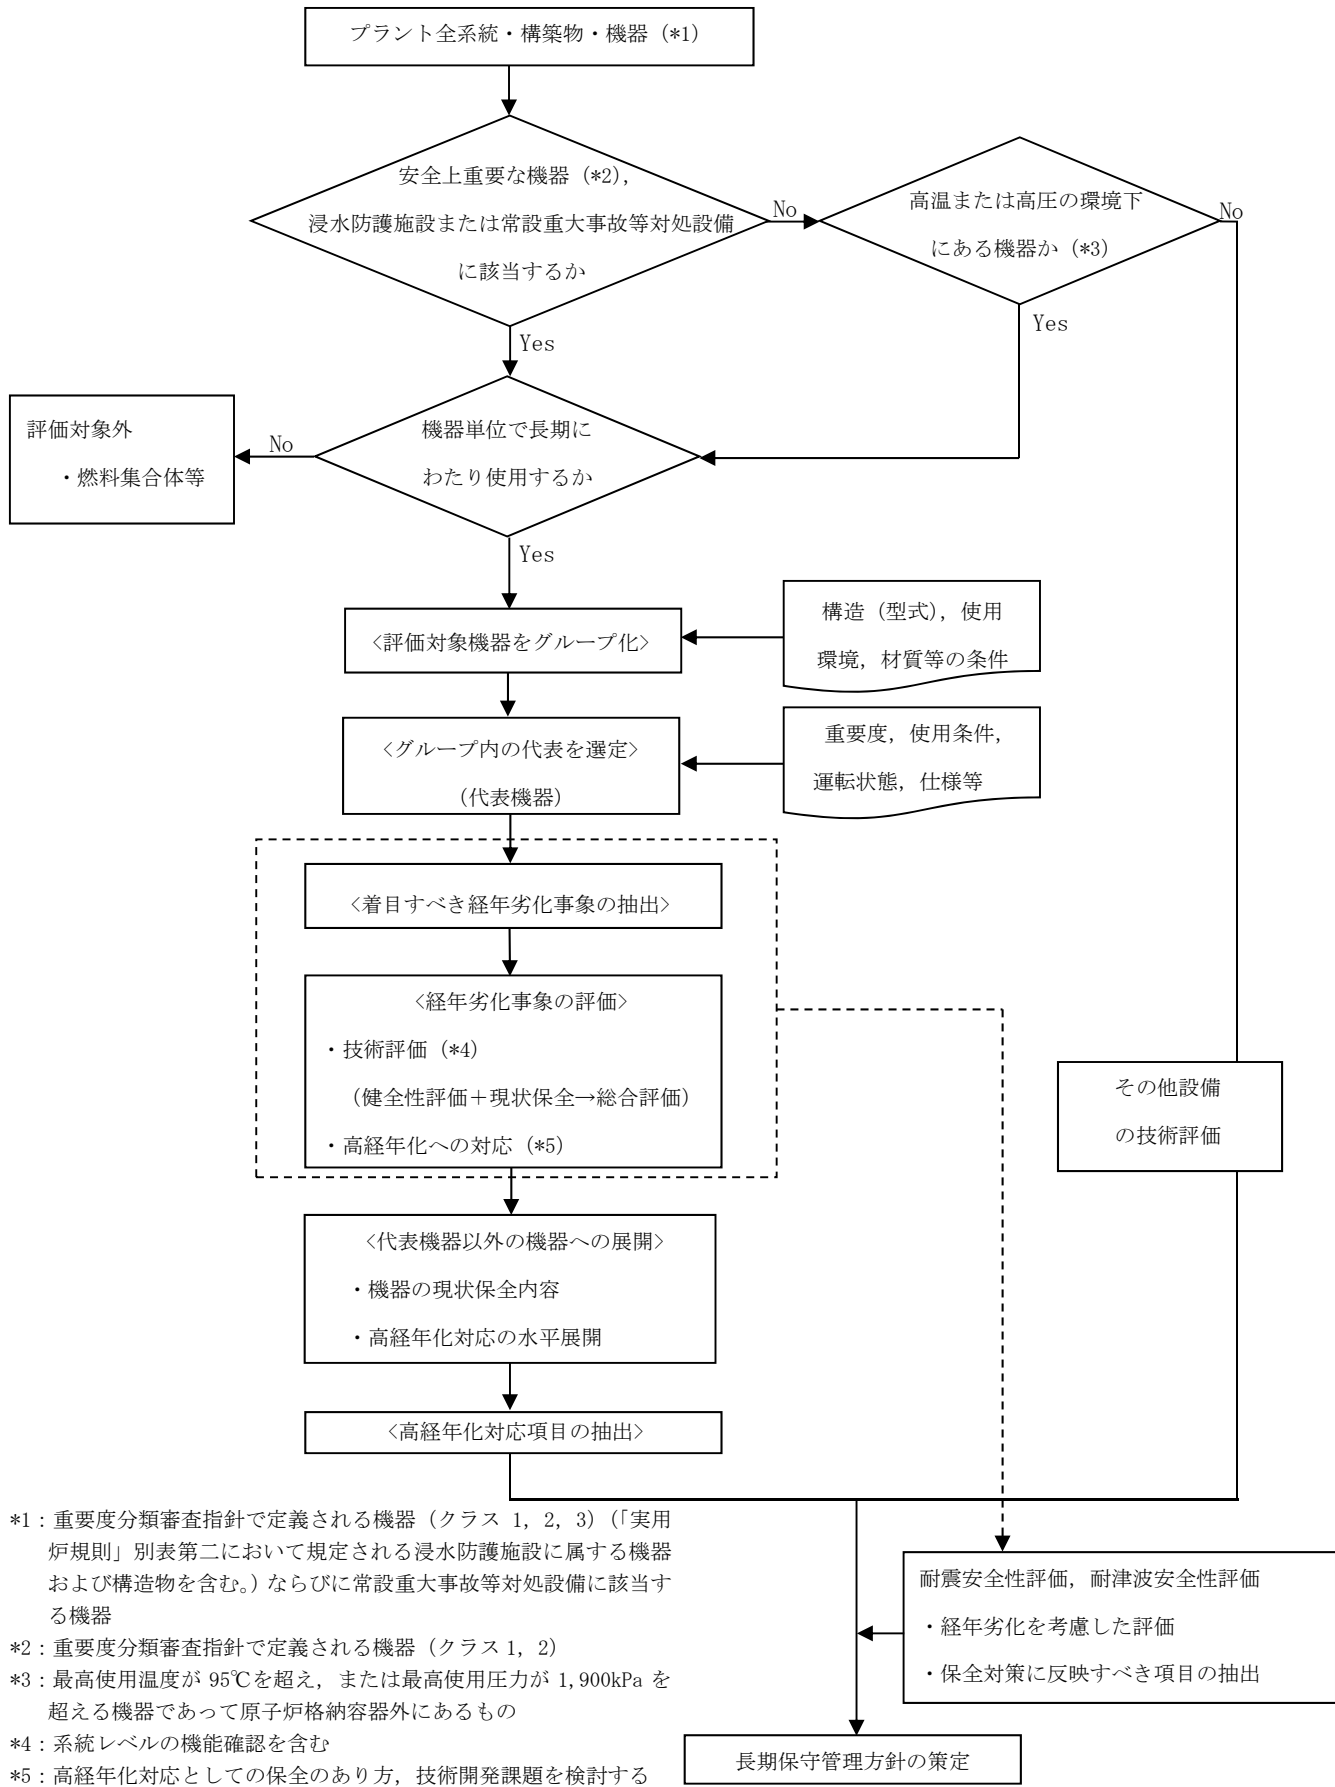 プラント全系統・構築物・機器（*1）
安全上重要な機器（*2），
浸水防護施設または常設重大事故等対処設備
に該当するか
No
高温または高圧の環境下
にある機器か（*3）
No
Yes
Yes
機器単位で長期に
わたり使用するか
No
評価対象外
・燃料集合体等
Yes
<評価対象機器をグループ化>
構造（型式），使用
環境，材質等の条件
<グループ内の代表を選定>
（代表機器）
重要度，使用条件，
運転状態，仕様等
<着目すべき経年劣化事象の抽出>
<経年劣化事象の評価>
・技術評価（*4）
（健全性評価＋現状保全→総合評価）
・高経年化への対応（*5）
その他設備
の技術評価
<代表機器以外の機器への展開>
・機器の現状保全内容
・高経年化対応の水平展開
<高経年化対応項目の抽出>
耐震安全性評価，耐津波安全性評価
・経年劣化を考慮した評価
・保全対策に反映すべき項目の抽出
長期保守管理方針の策定
*1：重要度分類審査指針で定義される機器（クラス 1，2，3）（「実用
炉規則」別表第二において規定される浸水防護施設に属する機器
および構造物を含む。）ならびに常設重大事故等対処設備に該当す
る機器
*2：重要度分類審査指針で定義される機器（クラス 1，2）
*3：最高使用温度が 95℃を超え，または最高使用圧力が 1,900kPa を
超える機器であって原子炉格納容器外にあるもの
*4：系統レベルの機能確認を含む
*5：高経年化対応としての保全のあり方，技術開発課題を検討する